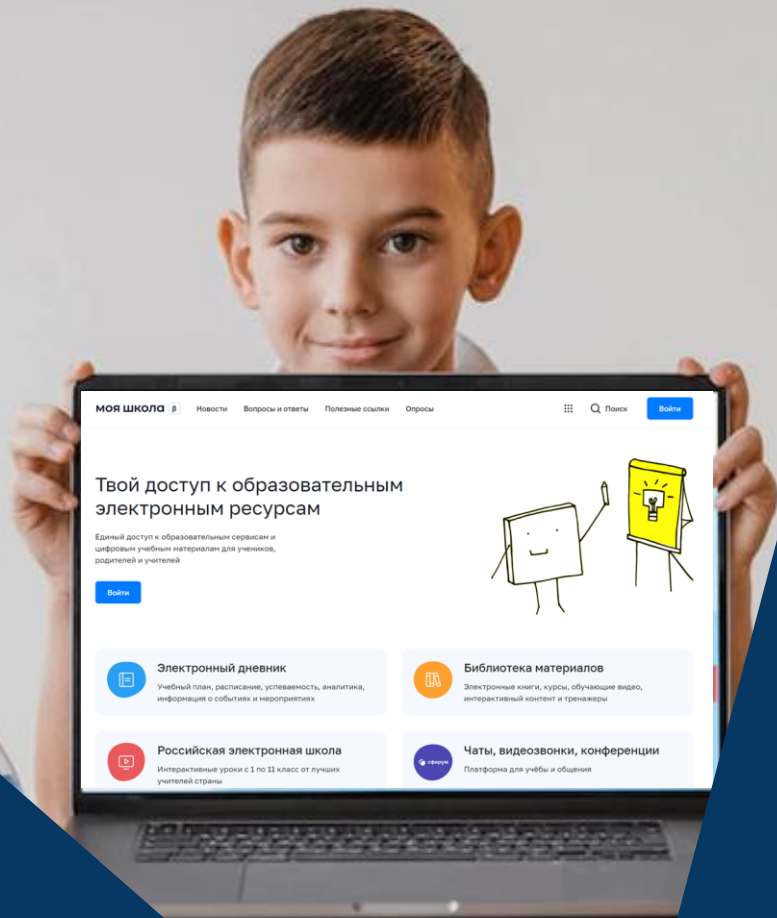 моя школа β Новости Вопросы и ответы Полезные ссылки Опросы Поиск Войти
Твой доступ к образовательным
электронным ресурсам
Единый доступ к образовательным сервисам и
цифровым учебным материалам для учеников,
родителей и учителей
Войти
Электронный дневник
Учебный план, расписание, успеваемость, аналитика,
информация о событиях и мероприятиях
Библиотека материалов
Электронные книги, курсы, обучающие видео,
интерактивный контент и тренажеры
Российская электронная школа
Интерактивные уроки с 1 по 11 класс от лучших
учителей страны
сферум
Чаты, видеозвонки, конференции
Платформа для учёбы и общения